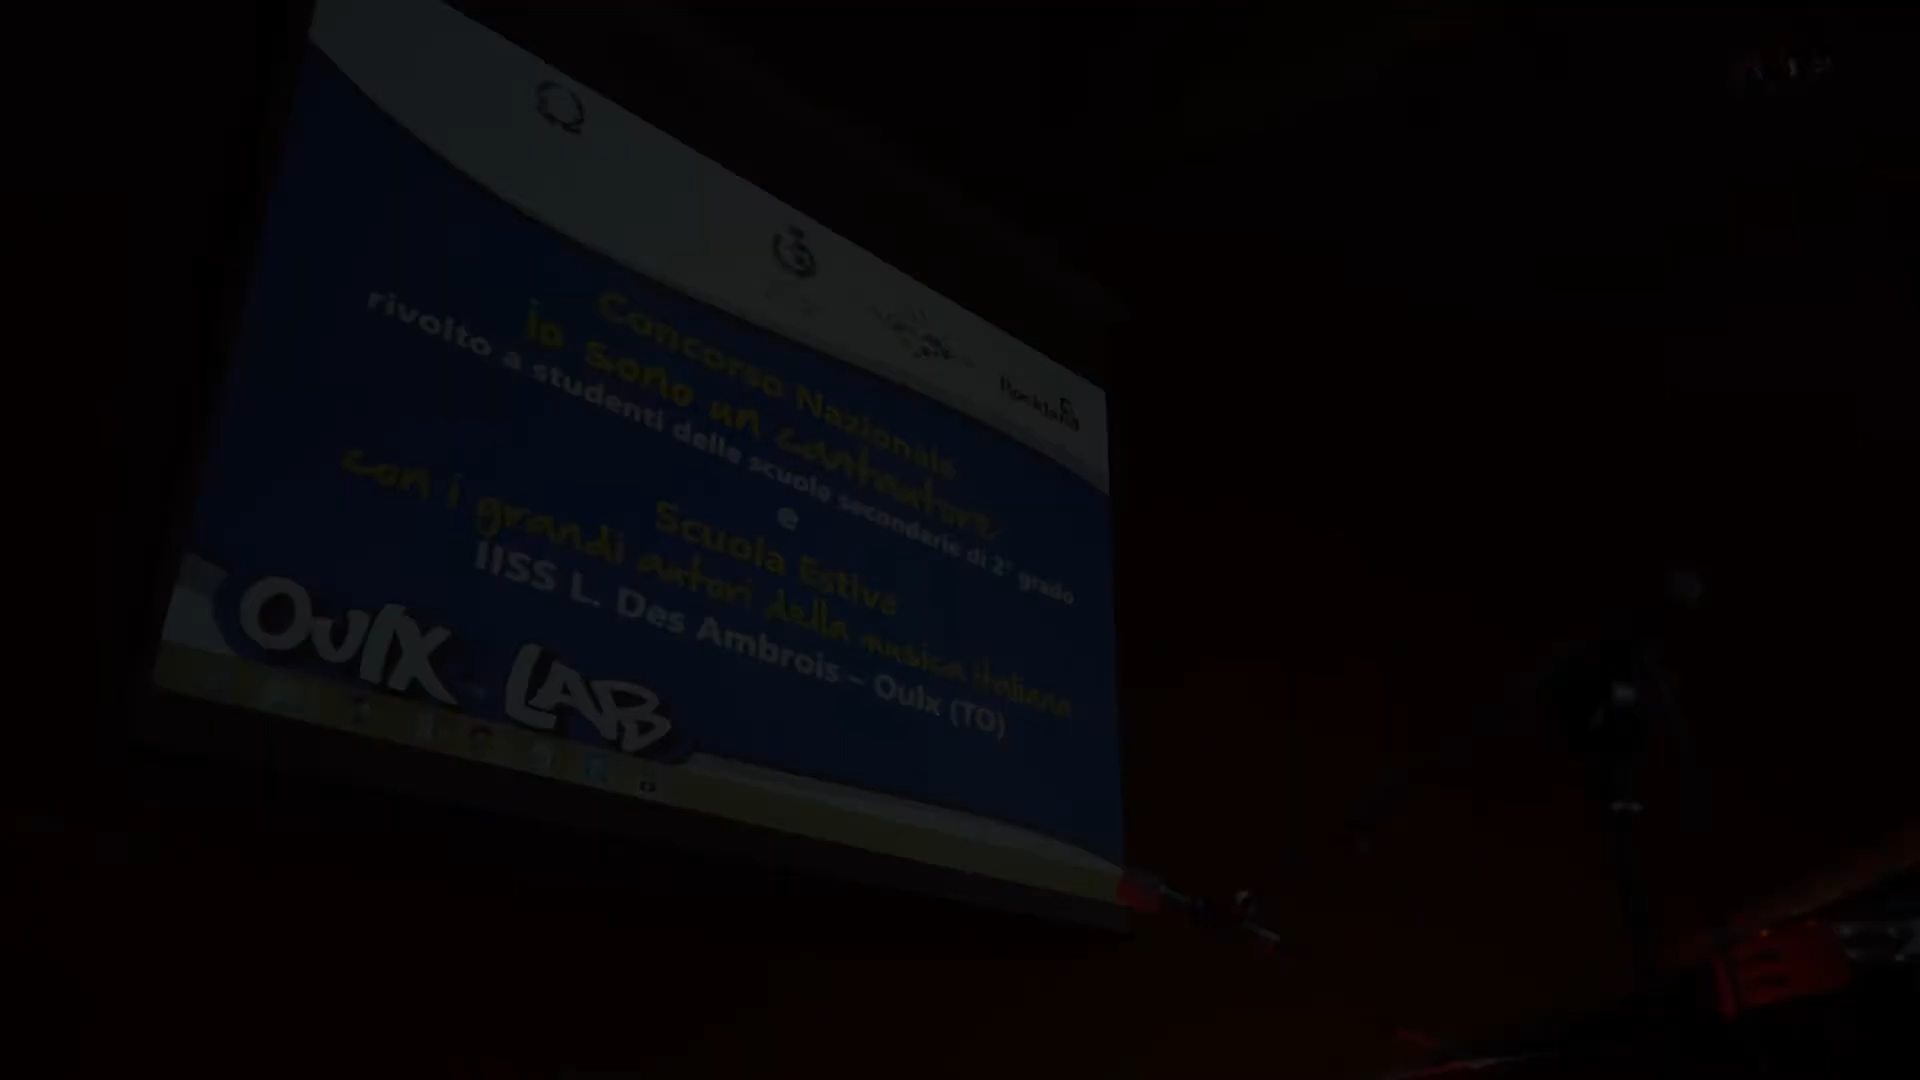 Rockland
Concorso Nazionale
io sono un cantautore
rivolto a studenti delle scuole secondarie di 2° grado
e
Scuola Estiva
con i grandi autori della musica italiana
IISS L. Des Ambrois – Oulx (TO)
OULX LAB